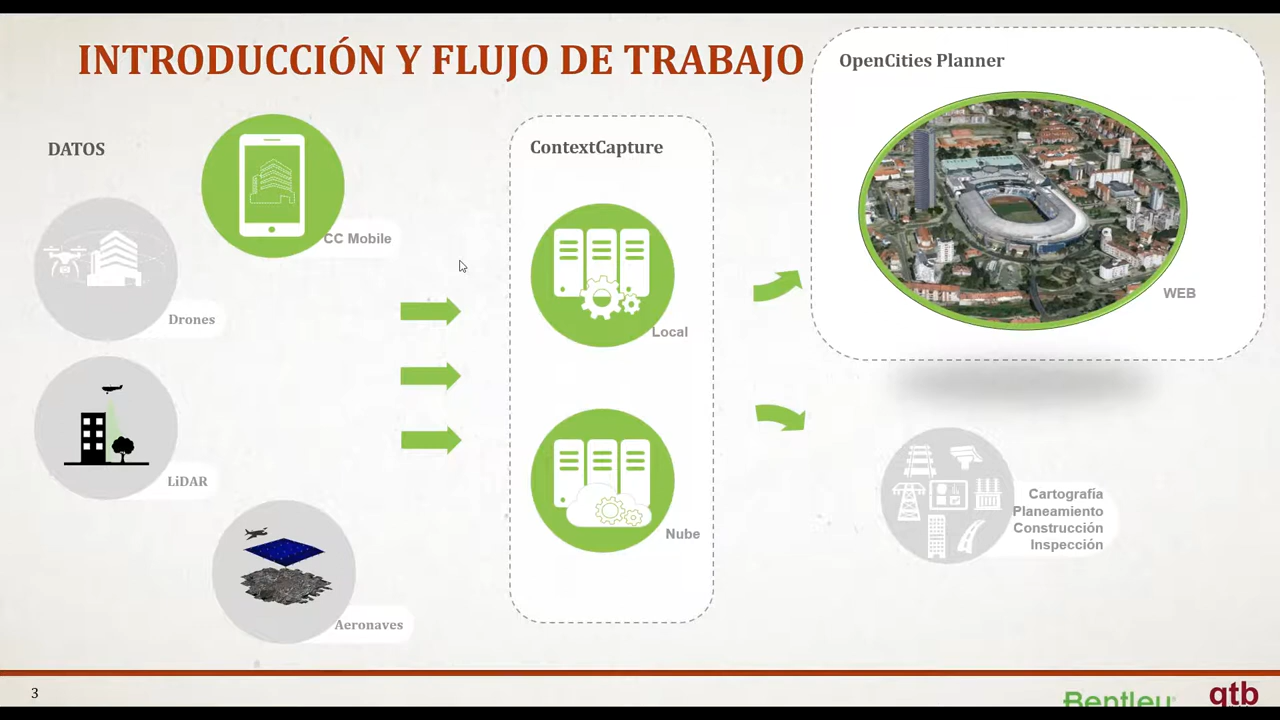 INTRODUCCIÓN Y FLUJO DE TRABAJO
OpenCities Planner
DATOS
ContextCapture
CC Mobile
WEB
Drones
Local
LiDAR
Cartografía
Planeamiento
Construcción
Inspección
Nube
Aeronaves
3
Bentley
gtb